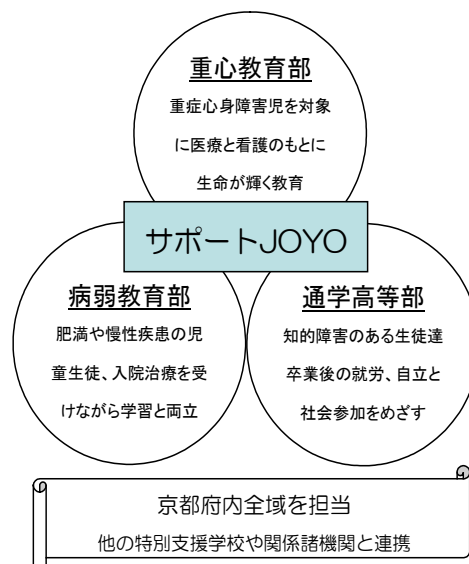 重心教育部
重症心身障害児を対象
に医療と看護のもとに
生命が輝く教育
サポートJOYO
病弱教育部
肥満や慢性疾患の児
童生徒、入院治療を受
けながら学習と両立
通学高等部
知的障害のある生徒達
卒業後の就労、自立と
社会参加をめざす
京都府内全域を担当
他の特別支援学校や関係諸機関と連携